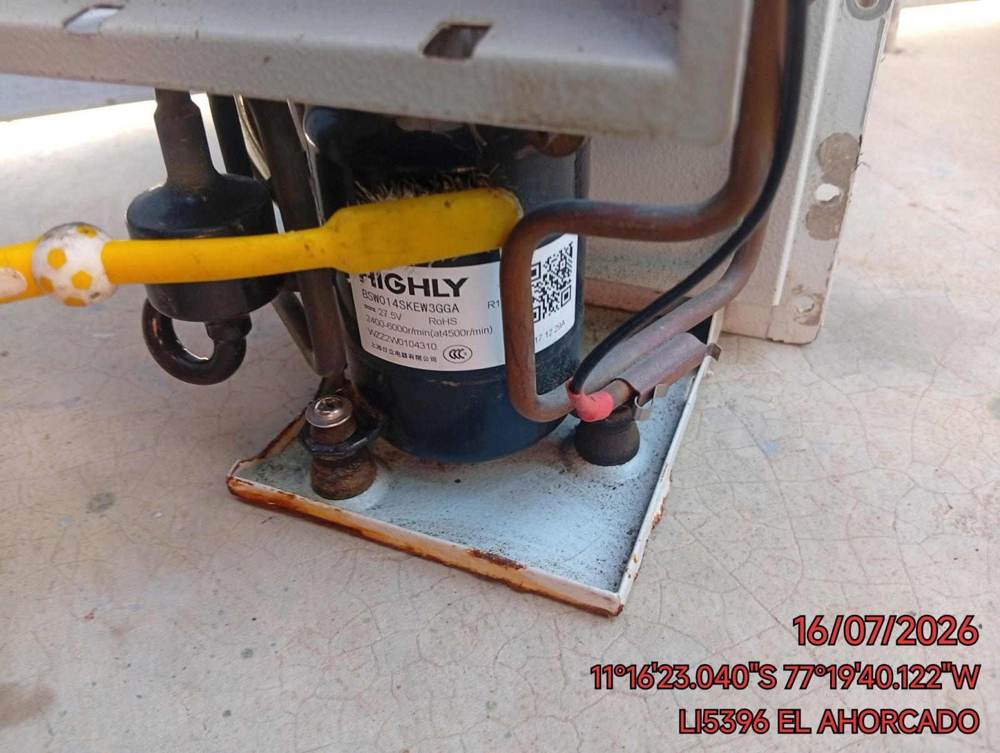 HIGHLY
BSW014SKEW3GGA
27.5V RoHS
2400-6000r/min(at4500r/min)
WZZ2W0104310
上海日立电器有限公司
CCC
R1
17.12.29A
16/07/2026
11°16'23.040"S 77°19'40.122"W
LI5396 EL AHORCADO